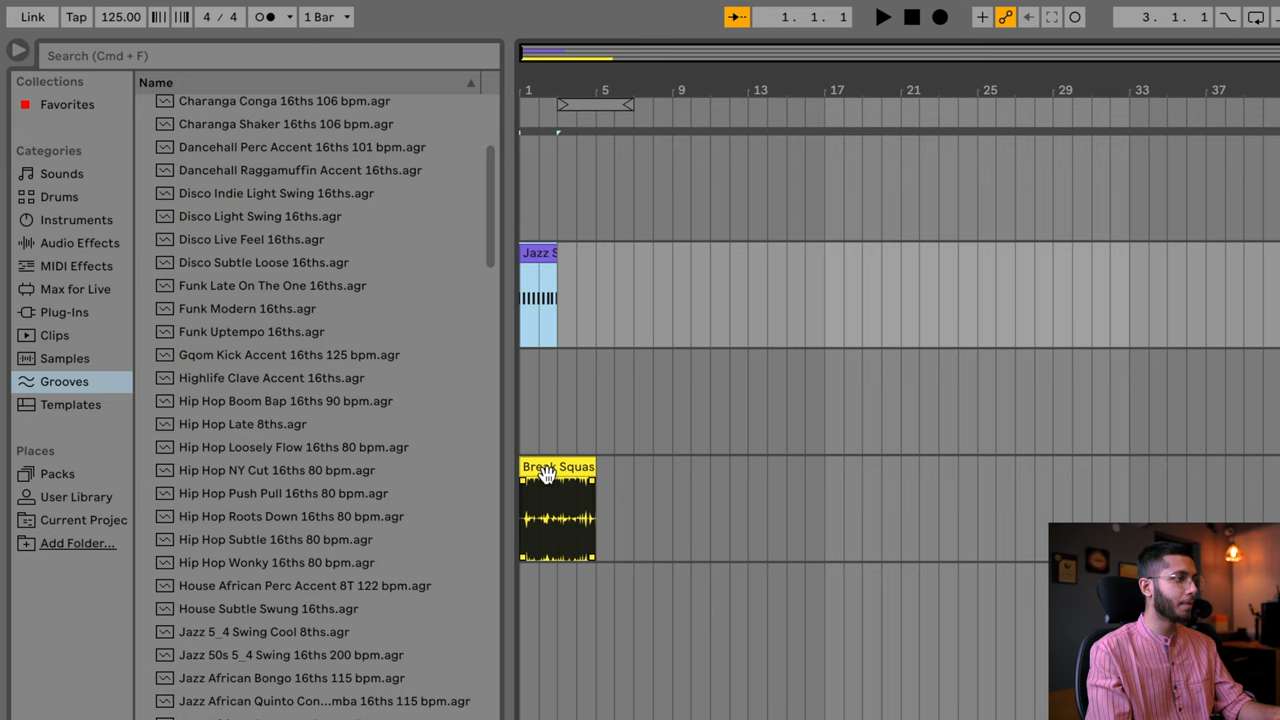 Link Tap 125.00 4 / 4 1 Bar 1. 1. 1 3. 1. 1
Search (Cmd + F)
Collections
Favorites
Categories
Sounds
Drums
Instruments
Audio Effects
MIDI Effects
Max for Live
Plug-Ins
Clips
Samples
Grooves
Templates
Places
Packs
User Library
Current Projec
Add Folder...
Name
Charanga Conga 16ths 106 bpm.agr
Charanga Shaker 16ths 106 bpm.agr
Dancehall Perc Accent 16ths 101 bpm.agr
Dancehall Raggamuffin Accent 16ths.agr
Disco Indie Light Swing 16ths.agr
Disco Light Swing 16ths.agr
Disco Live Feel 16ths.agr
Disco Subtle Loose 16ths.agr
Funk Late On The One 16ths.agr
Funk Modern 16ths.agr
Funk Uptempo 16ths.agr
Gqom Kick Accent 16ths 125 bpm.agr
Highlife Clave Accent 16ths.agr
Hip Hop Boom Bap 16ths 90 bpm.agr
Hip Hop Late 8ths.agr
Hip Hop Loosely Flow 16ths 80 bpm.agr
Hip Hop NY Cut 16ths 80 bpm.agr
Hip Hop Push Pull 16ths 80 bpm.agr
Hip Hop Roots Down 16ths 80 bpm.agr
Hip Hop Subtle 16ths 80 bpm.agr
Hip Hop Wonky 16ths 80 bpm.agr
House African Perc Accent 8T 122 bpm.agr
House Subtle Swung 16ths.agr
Jazz 5_4 Swing Cool 8ths.agr
Jazz 50s 5_4 Swing 16ths 200 bpm.agr
Jazz African Bongo 16ths 115 bpm.agr
Jazz African Quinto Con...mba 16ths 115 bpm.agr
1 5 9 13 17 21 25 29 33 37
Jazz S
Break Squas